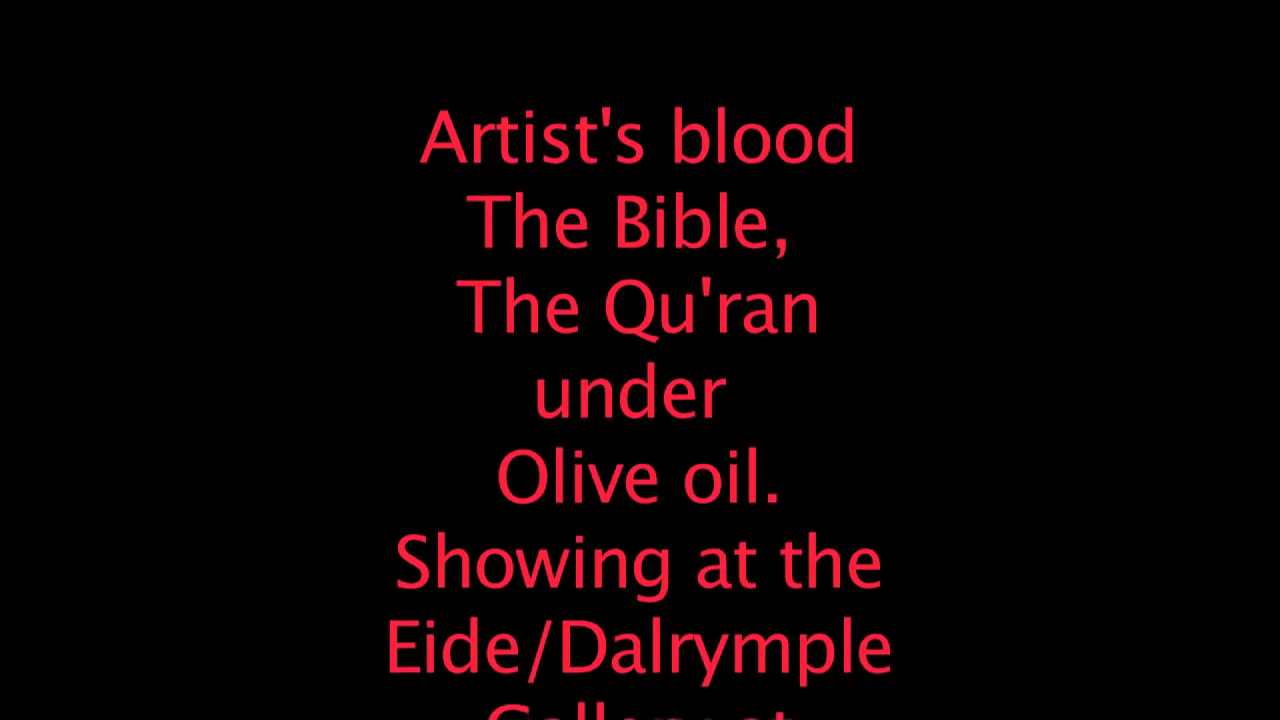 Artist's blood
The Bible,
The Qu'ran
under
Olive oil.
Showing at the
Eide/Dalrymple